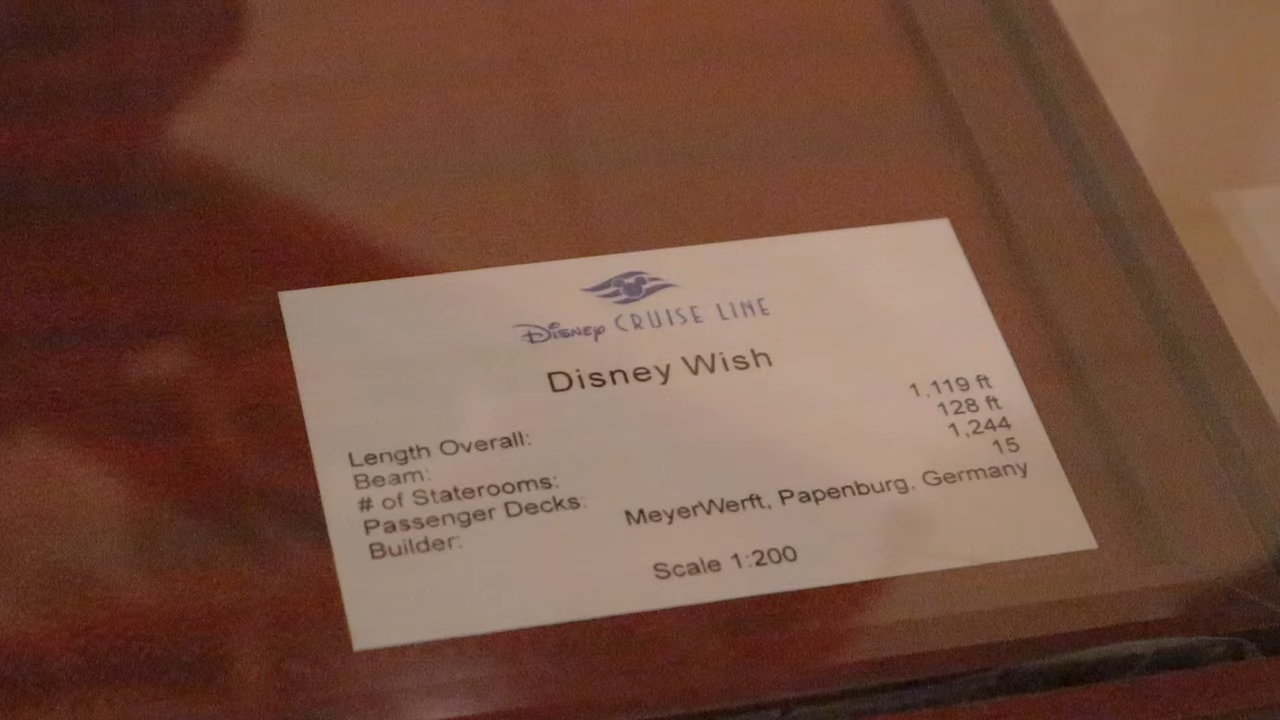 Disney CRUISE LINE
Disney Wish
Length Overall: 1,119 ft
Beam: 128 ft
# of Staterooms: 1,244
Passenger Decks: 15
Builder: MeyerWerft, Papenburg, Germany
Scale 1:200